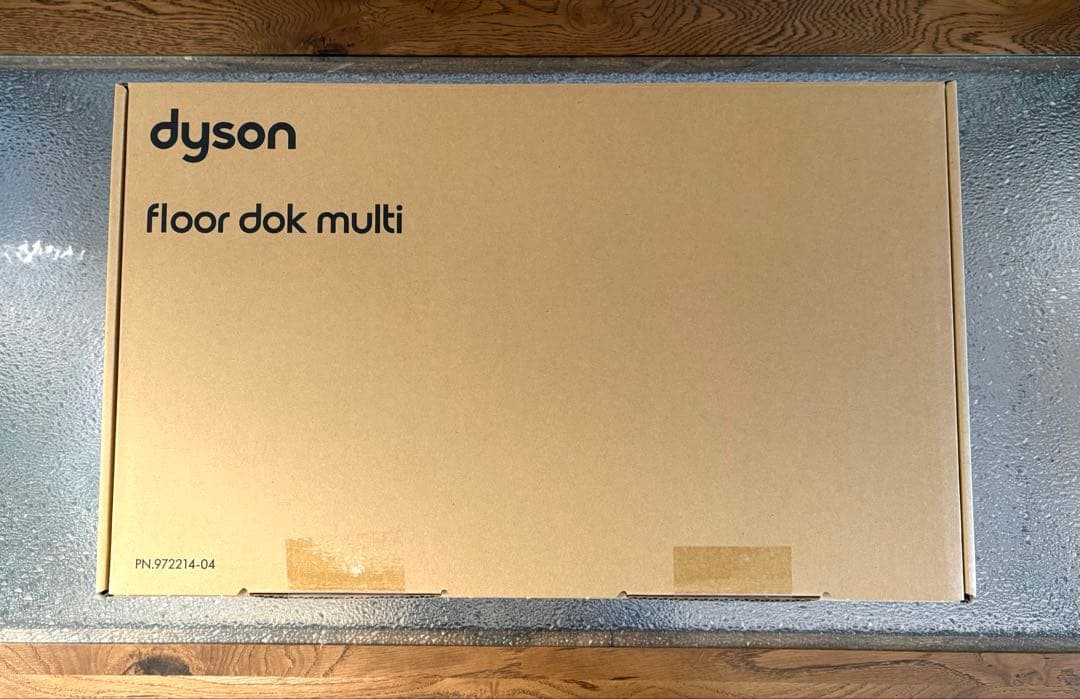 dyson
floor dok multi
PN.972214-04